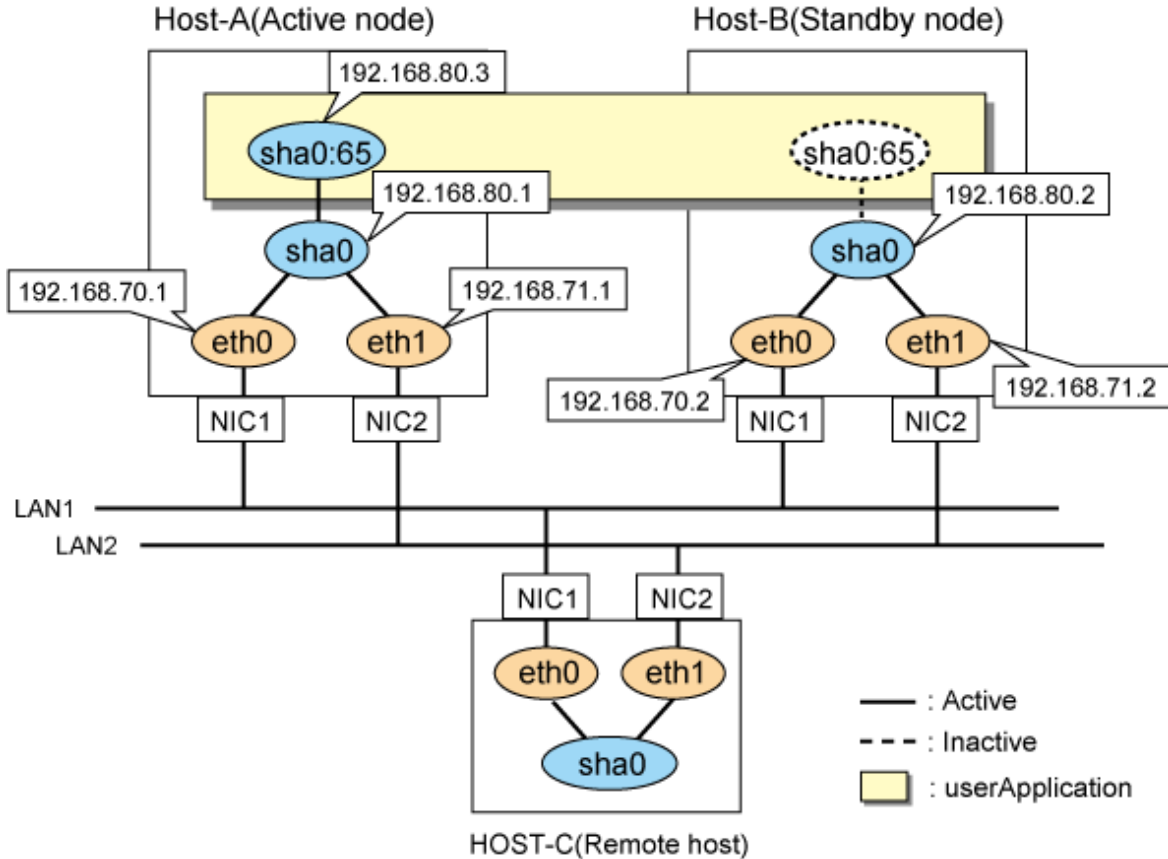 Host-A(Active node)
Host-B(Standby node)
192.168.80.3
sha0:65
sha0:65
192.168.80.1
192.168.80.2
sha0
sha0
192.168.70.1
192.168.71.1
eth0
eth1
eth0
eth1
192.168.70.2
192.168.71.2
NIC1
NIC2
NIC1
NIC2
LAN1
LAN2
NIC1
NIC2
eth0
eth1
sha0
HOST-C(Remote host)
: Active
: Inactive
: userApplication